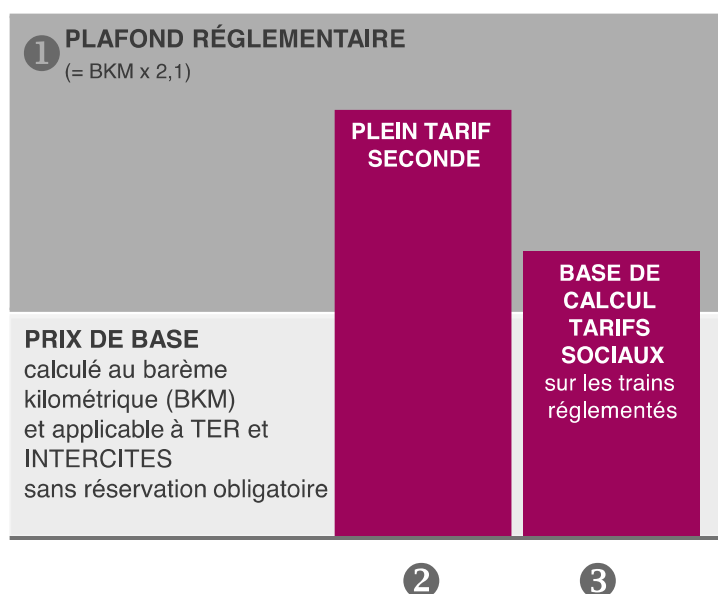 ❶ PLAFOND RÉGLEMENTAIRE
(= BKM x 2,1)
PLEIN TARIF
SECONDE
BASE DE
CALCUL
TARIFS
SOCIAUX
sur les trains
réglementés
PRIX DE BASE
calculé au barème
kilométrique (BKM)
et applicable à TER et
INTERCITES
sans réservation obligatoire
❷
❸